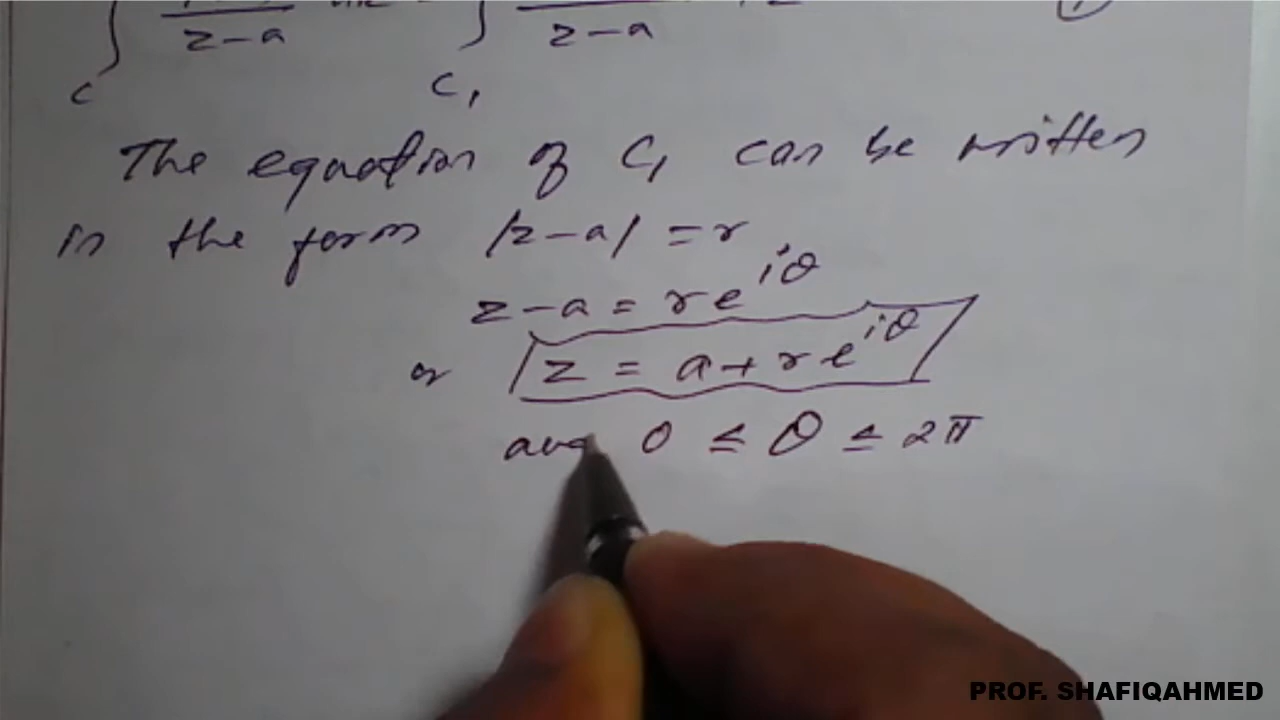 ∫ z-a ∫ z-a
C C₁
The equation of C₁ can be written
in the form |z-a| = r
z-a = re^{iθ}
or z = a+re^{iθ}
0 ≤ θ ≤ 2π
PROF. SHAFIQAHMED